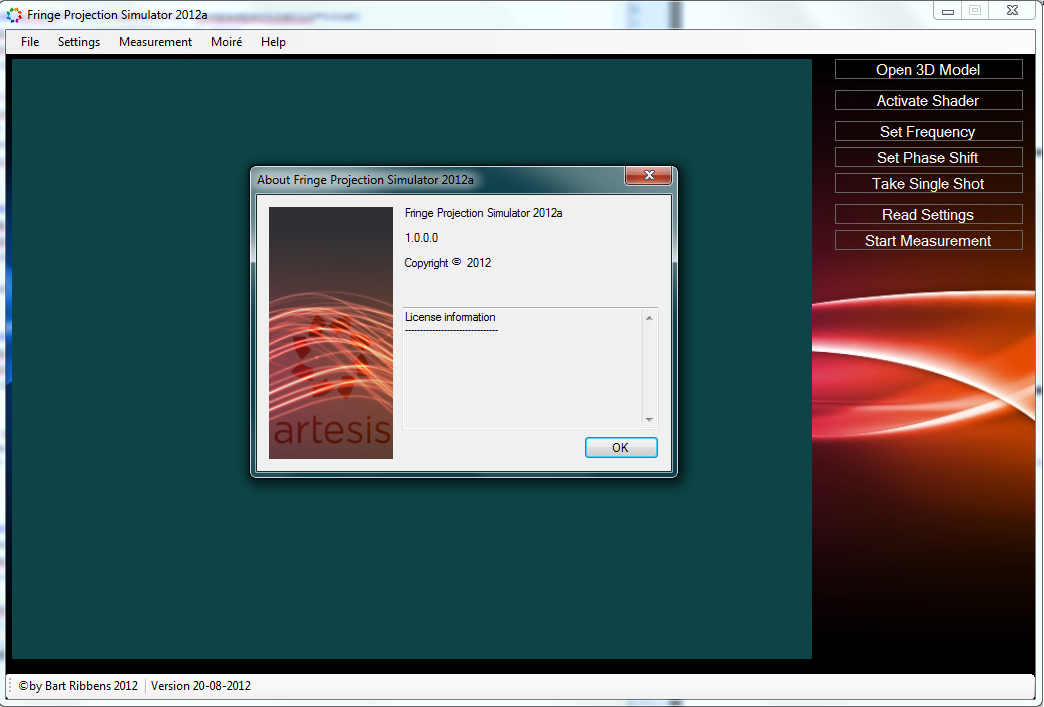 Fringe Projection Simulator 2012a
File Settings Measurement Moiré Help
Open 3D Model
Activate Shader
Set Frequency
Set Phase Shift
Take Single Shot
Read Settings
Start Measurement
About Fringe Projection Simulator 2012a
Fringe Projection Simulator 2012a
1.0.0.0
Copyright © 2012
License information
-------------------------------
artesis
OK
©by Bart Ribbens 2012 Version 20-08-2012